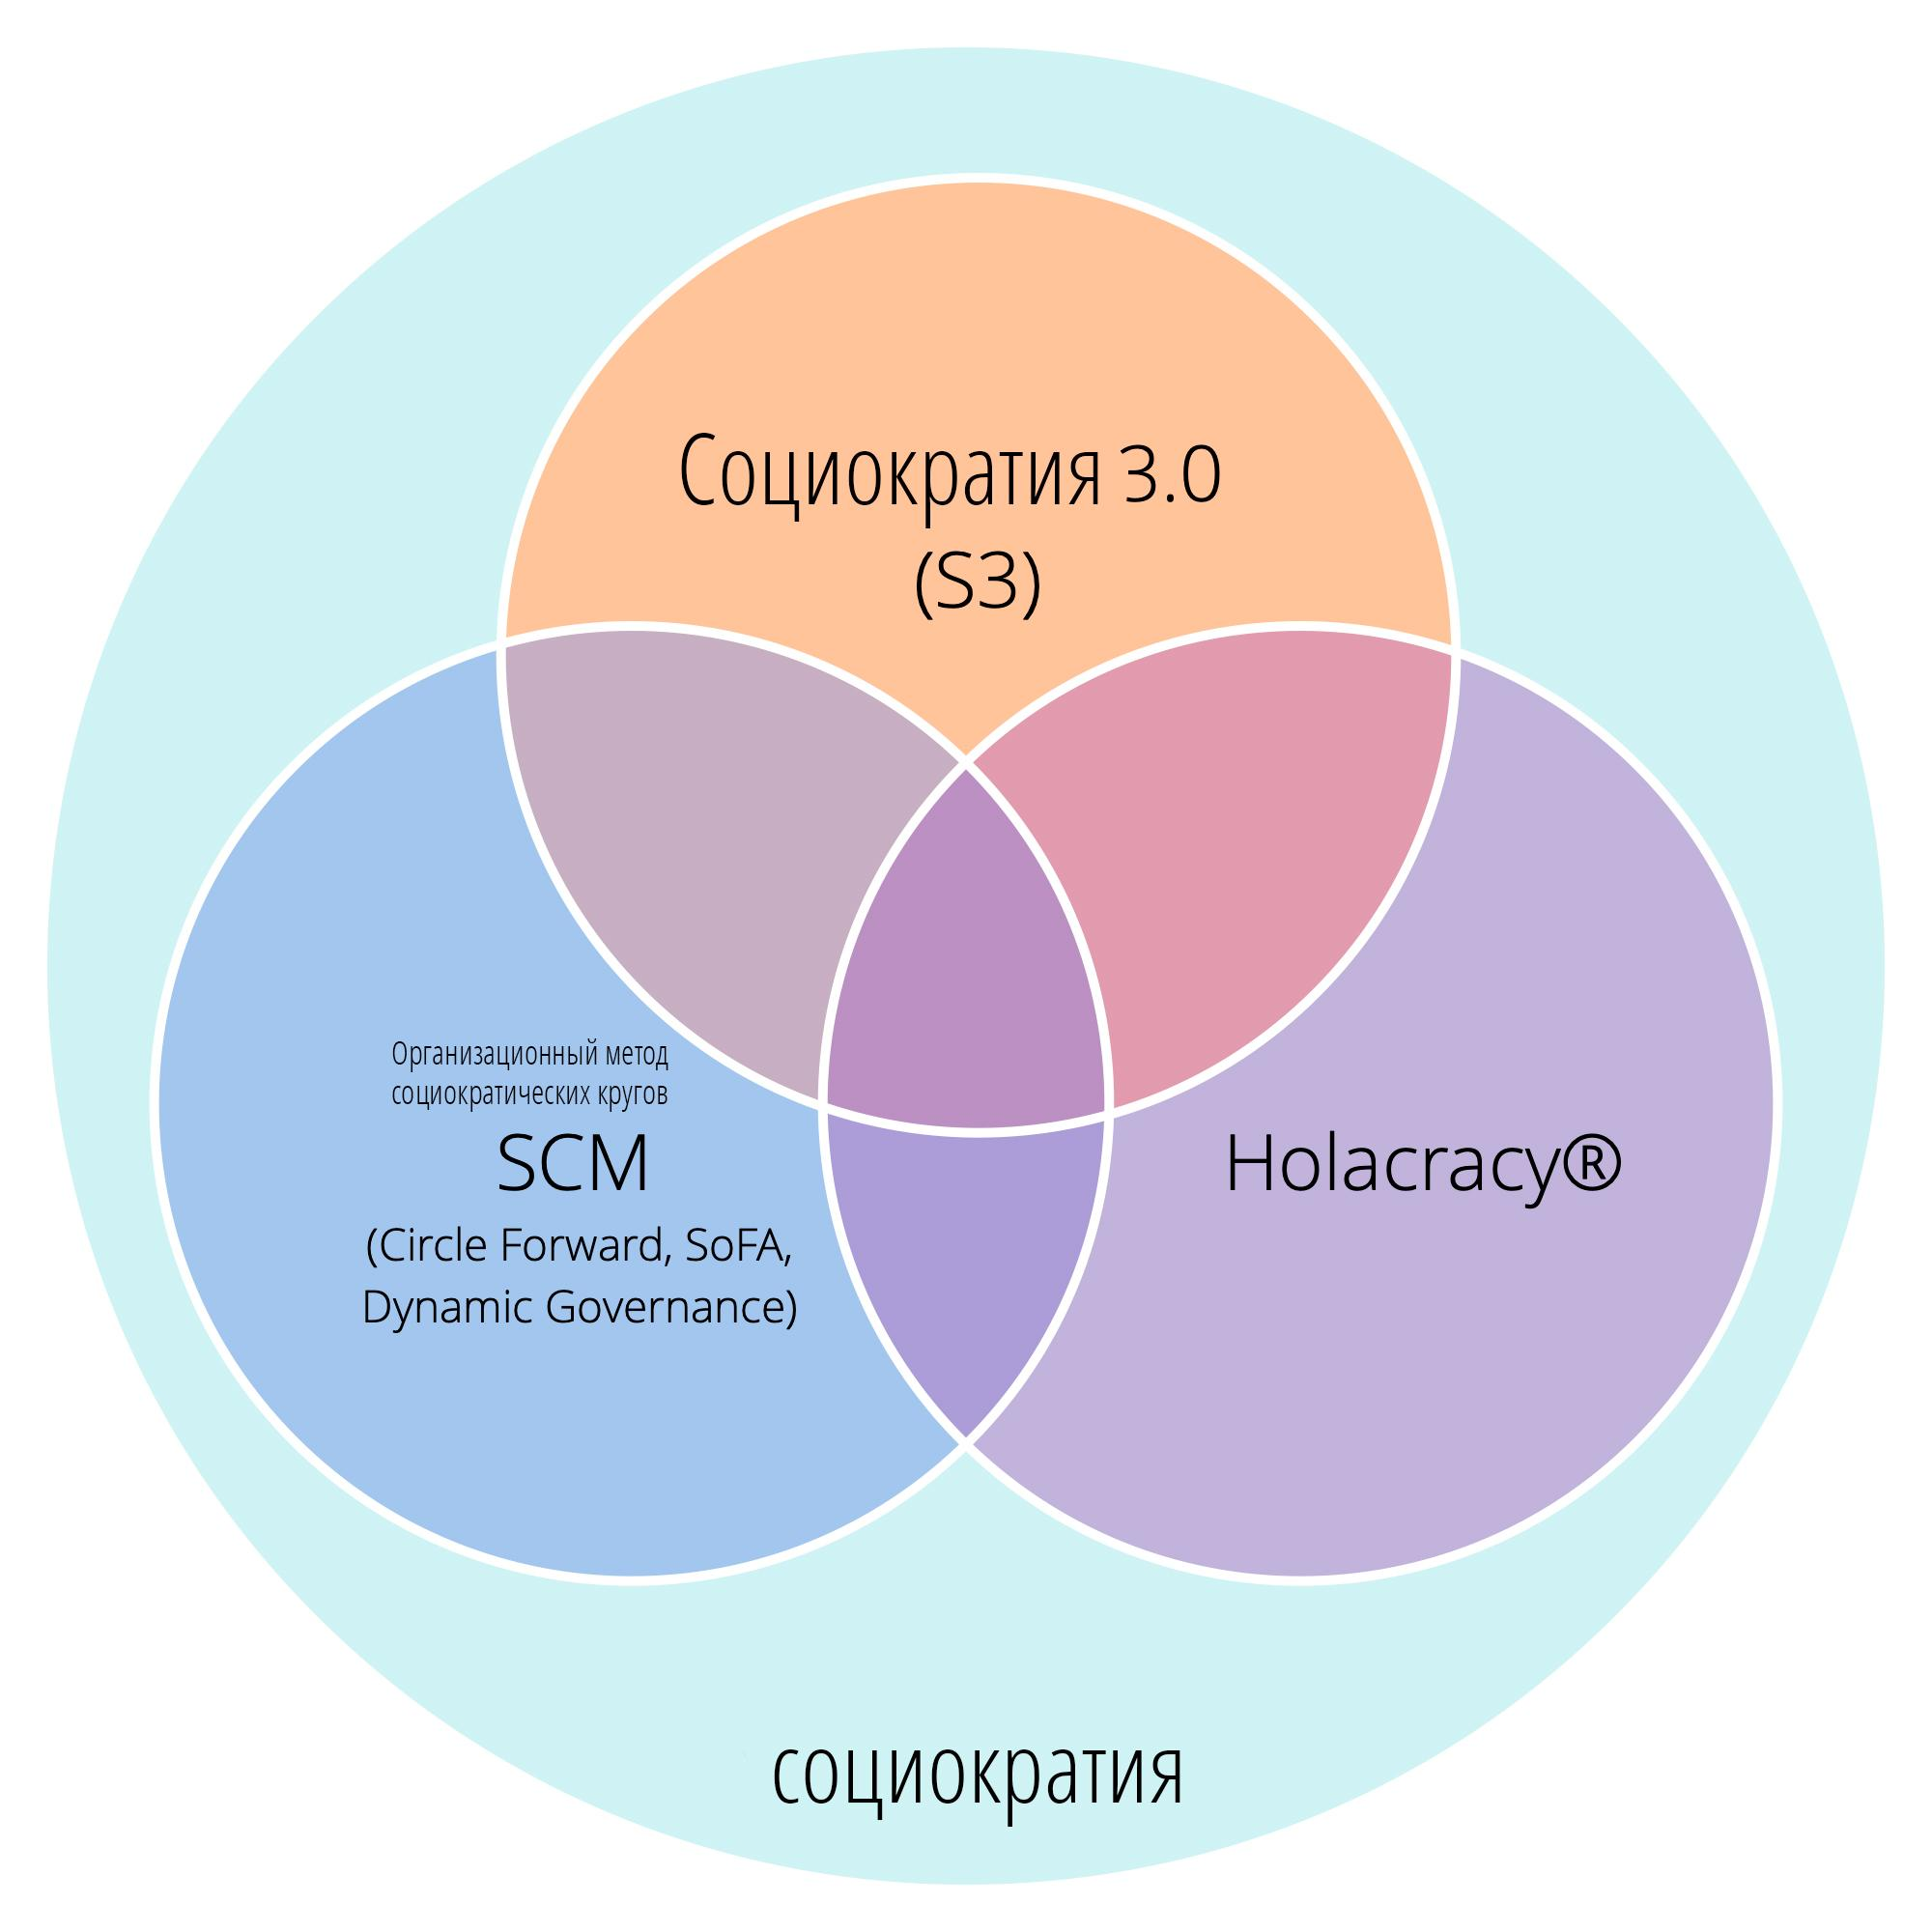 Социократия 3.0
(S3)
Организационный метод
социократических кругов
SCM
(Circle Forward, SoFA,
Dynamic Governance)
Holacracy®
социократия